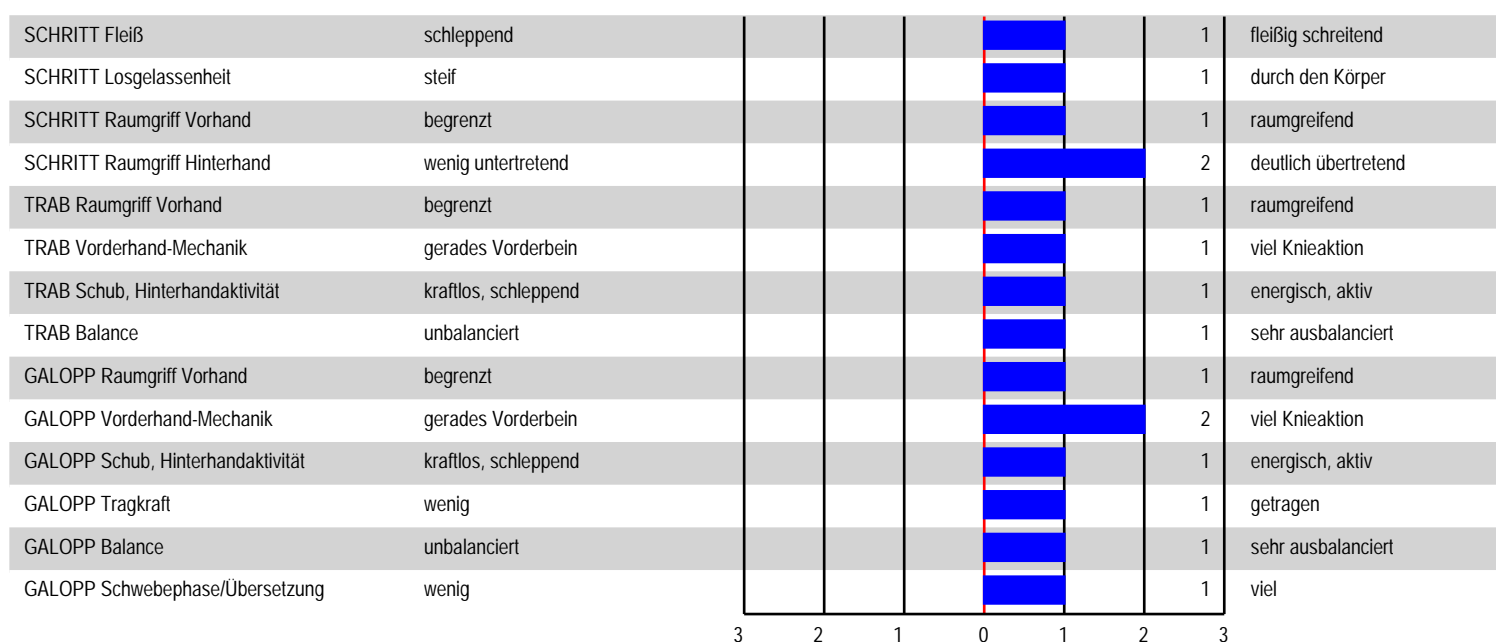 SCHRITT Fleiß schleppend 1 fleißig schreitend
SCHRITT Losgelassenheit steif 1 durch den Körper
SCHRITT Raumgriff Vorhand begrenzt 1 raumgreifend
SCHRITT Raumgriff Hinterhand wenig untertretend 2 deutlich übertretend
TRAB Raumgriff Vorhand begrenzt 1 raumgreifend
TRAB Vorderhand-Mechanik gerades Vorderbein 1 viel Knieaktion
TRAB Schub, Hinterhandaktivität kraftlos, schleppend 1 energisch, aktiv
TRAB Balance unbalanciert 1 sehr ausbalanciert
GALOPP Raumgriff Vorhand begrenzt 1 raumgreifend
GALOPP Vorderhand-Mechanik gerades Vorderbein 2 viel Knieaktion
GALOPP Schub, Hinterhandaktivität kraftlos, schleppend 1 energisch, aktiv
GALOPP Tragkraft wenig 1 getragen
GALOPP Balance unbalanciert 1 sehr ausbalanciert
GALOPP Schwebephase/Übersetzung wenig 1 viel
3 2 1 0 1 2 3